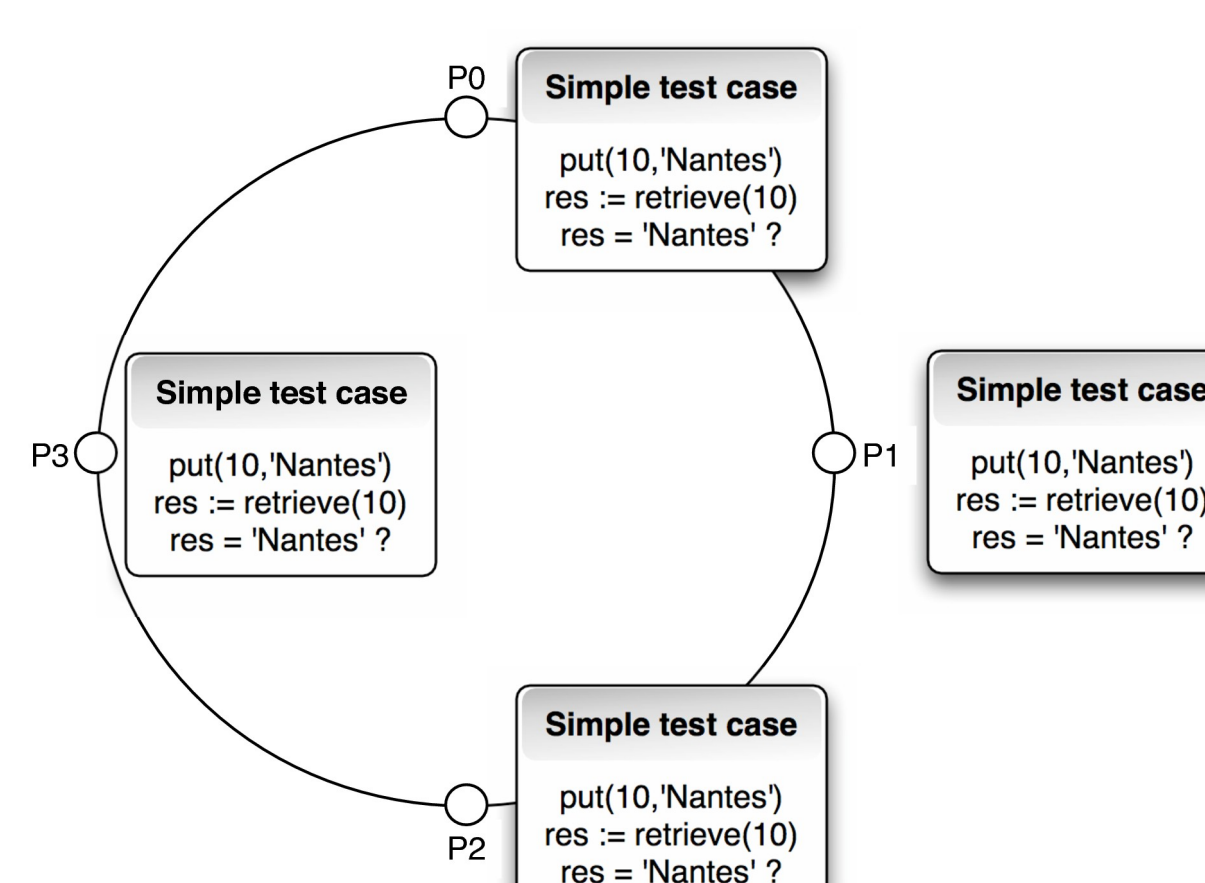 P0
Simple test case
put(10,'Nantes')
res := retrieve(10)
res = 'Nantes' ?
P3
Simple test case
put(10,'Nantes')
res := retrieve(10)
res = 'Nantes' ?
P1
Simple test case
put(10,'Nantes')
res := retrieve(10)
res = 'Nantes' ?
P2
Simple test case
put(10,'Nantes')
res := retrieve(10)
res = 'Nantes' ?